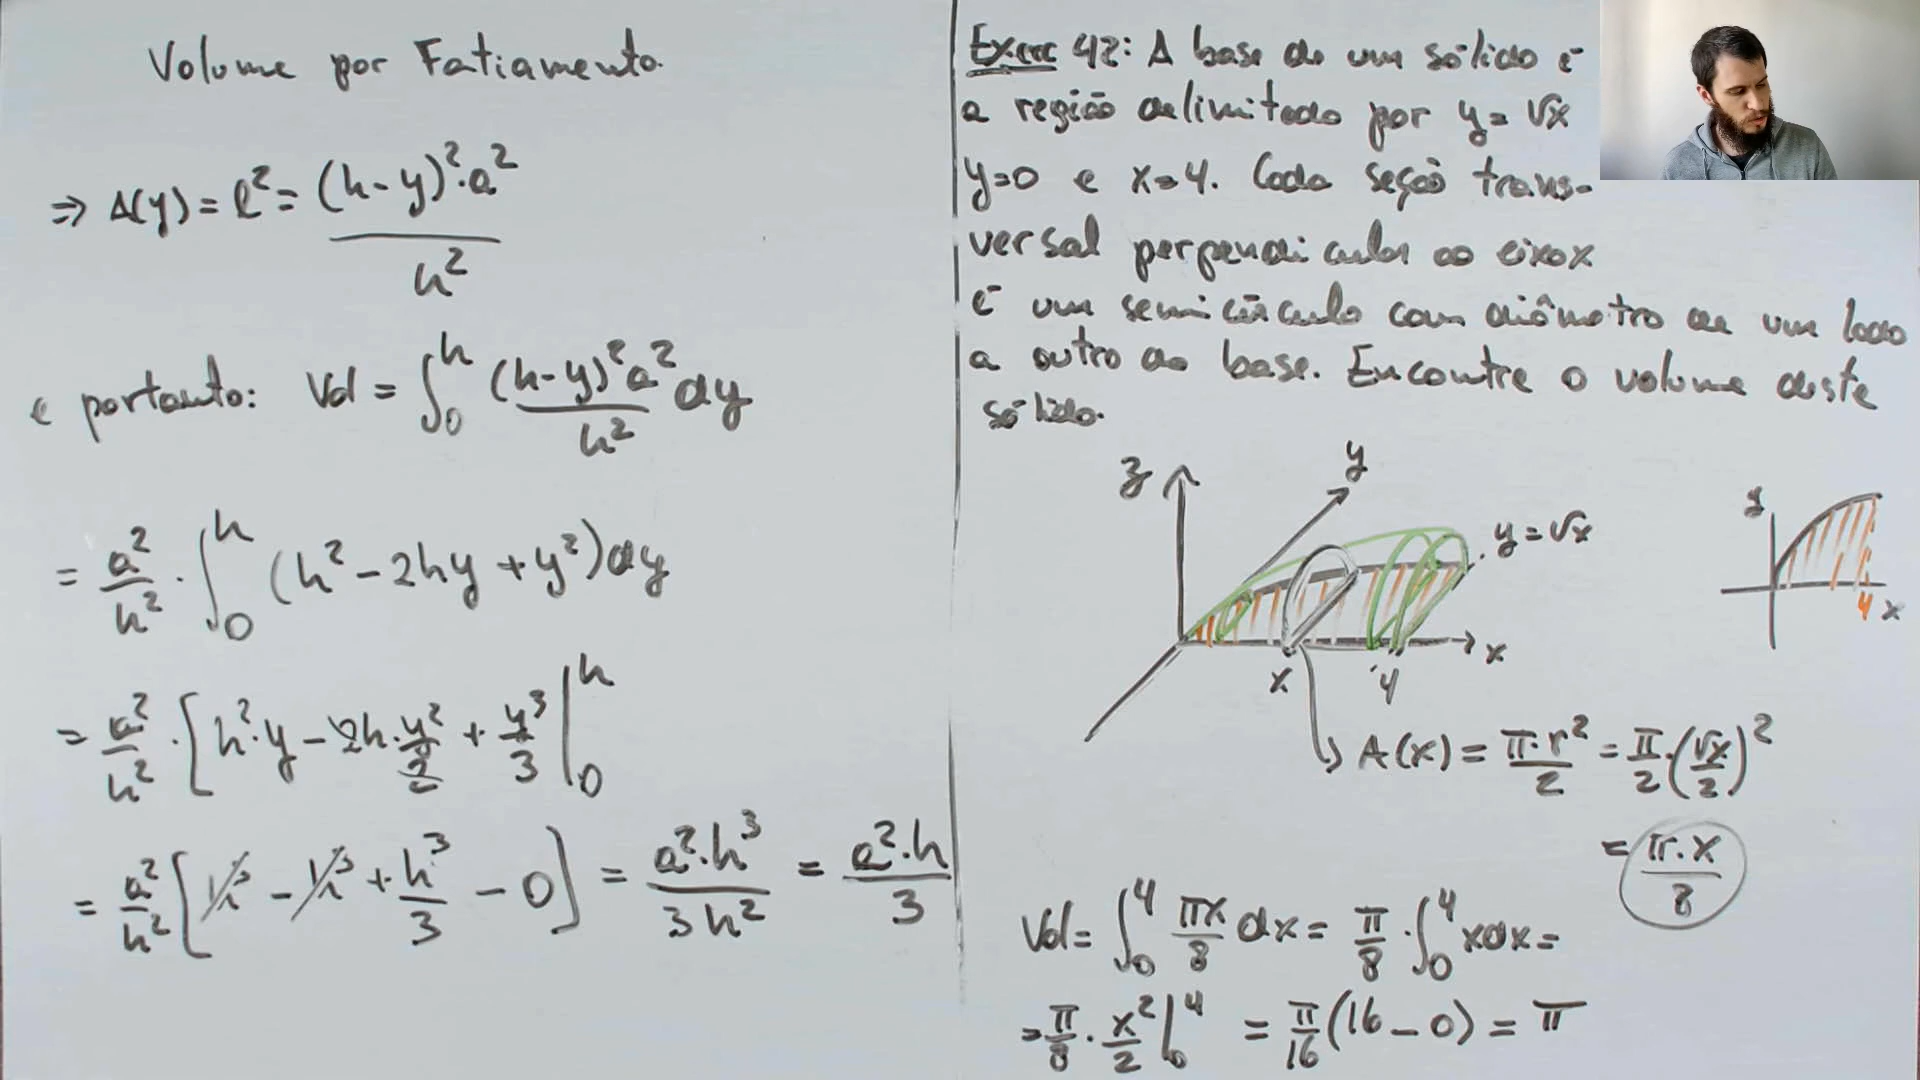 Volume por Fatiamento
⇒ A(y) = l² = (h-y)²·a² / h²
e portanto: Vol = ∫₀ʰ (h-y)²a² / h² dy
= a²/h² · ∫₀ʰ (h² - 2hy + y²)dy
= a²/h² · [h²·y - 2h·y²/2 + y³/3 |₀ʰ
= a²/h² [h³ - h³ + h³/3 - 0] = a²·h³ / 3h² = a²·h / 3
Exerc 42: A base de um sólido é
a região delimitada por y = √x
y=0 e x=4. Cada seção trans-
versal perpendicular ao eixo x
é um semicírculo com diâmetro de um lado
a outro da base. Encontre o volume deste
sólido.
z
y
y = √x
x
x
4
y
4
x
↳ A(x) = π·r²/2 = π/2·(√x/2)²
= π·x/8
Vol = ∫₀⁴ πx/8 dx = π/8 · ∫₀⁴ xdx =
= π/8 · x²/2 |₀⁴ = π/16 (16 - 0) = π